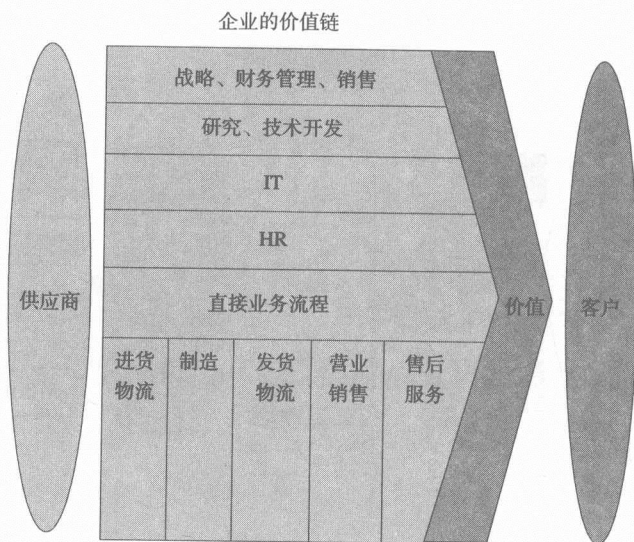 企业的价值链
战略、财务管理、销售
研究、技术开发
IT
HR
供应商
直接业务流程
价值
客户
进货
物流
制造
发货
物流
营业
销售
售后
服务